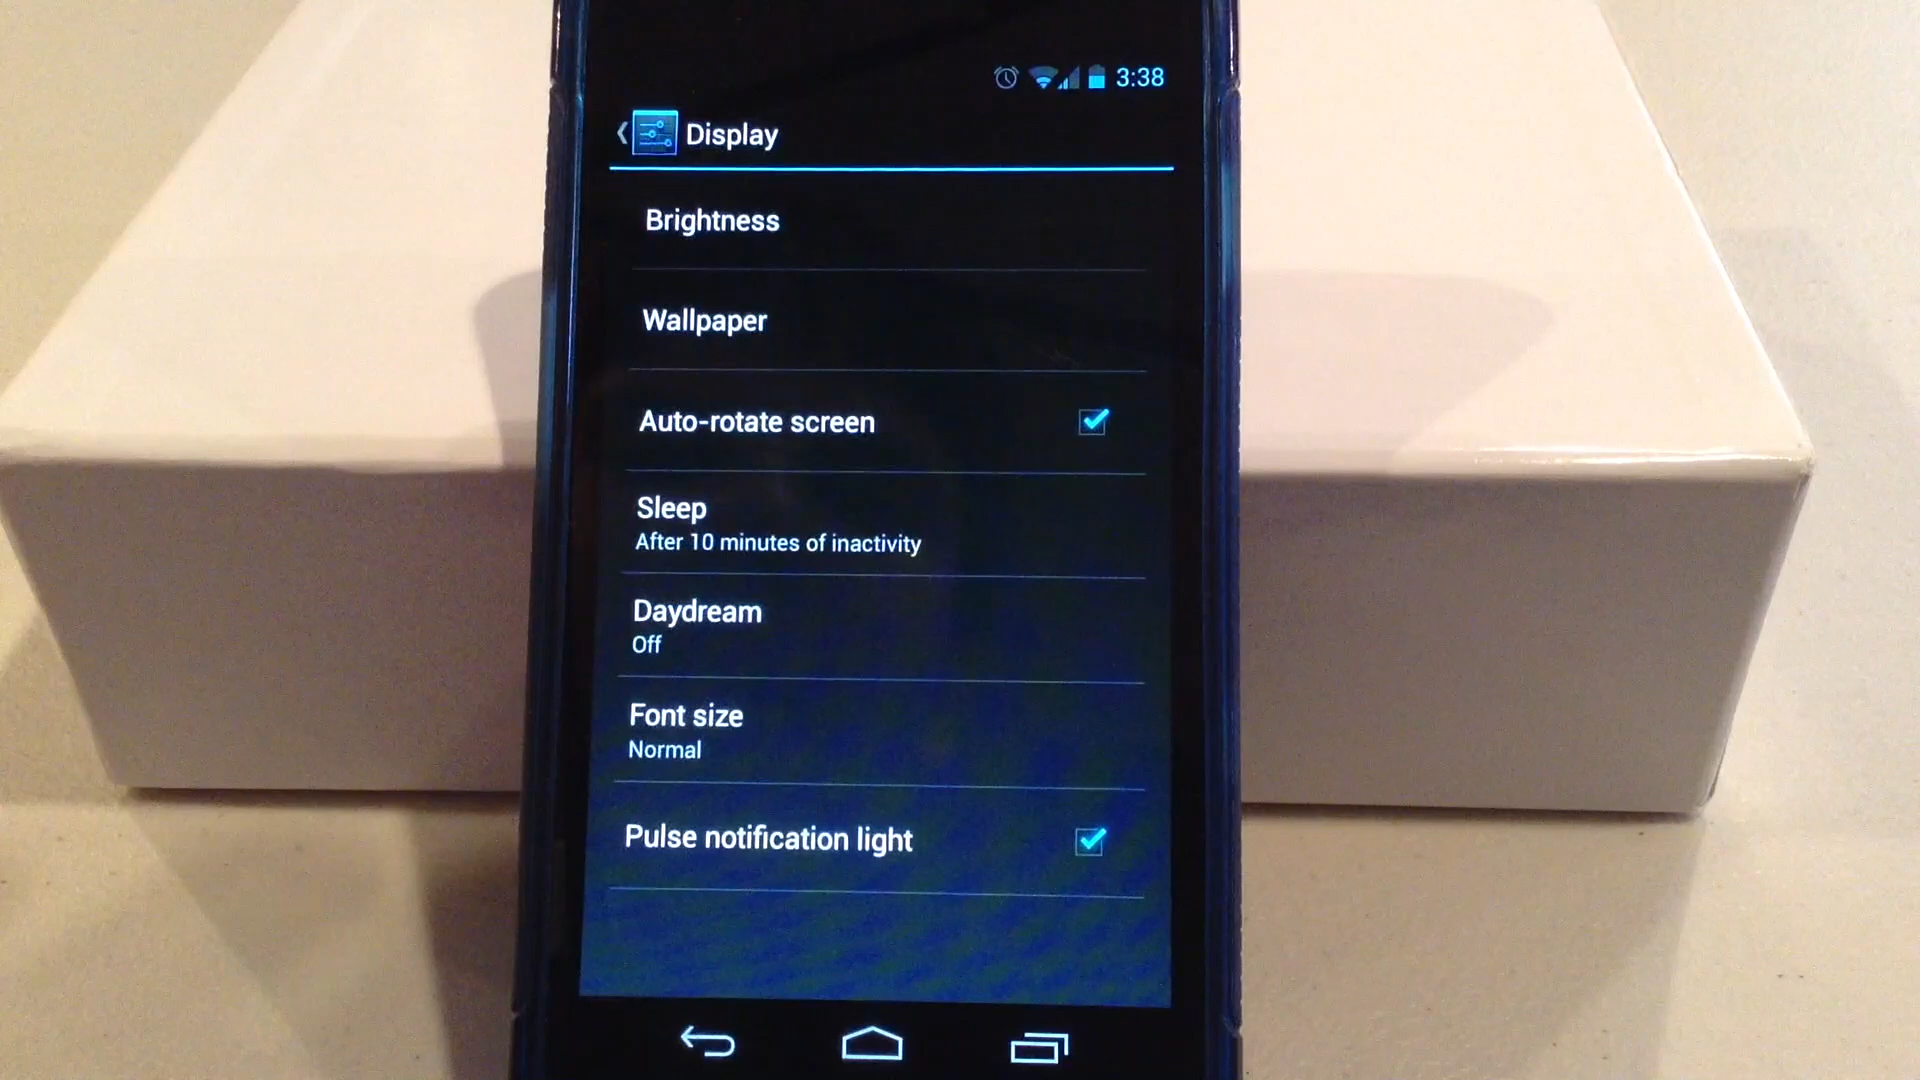 3:38
Display
Brightness
Wallpaper
Auto-rotate screen
Sleep
After 10 minutes of inactivity
Daydream
Off
Font size
Normal
Pulse notification light